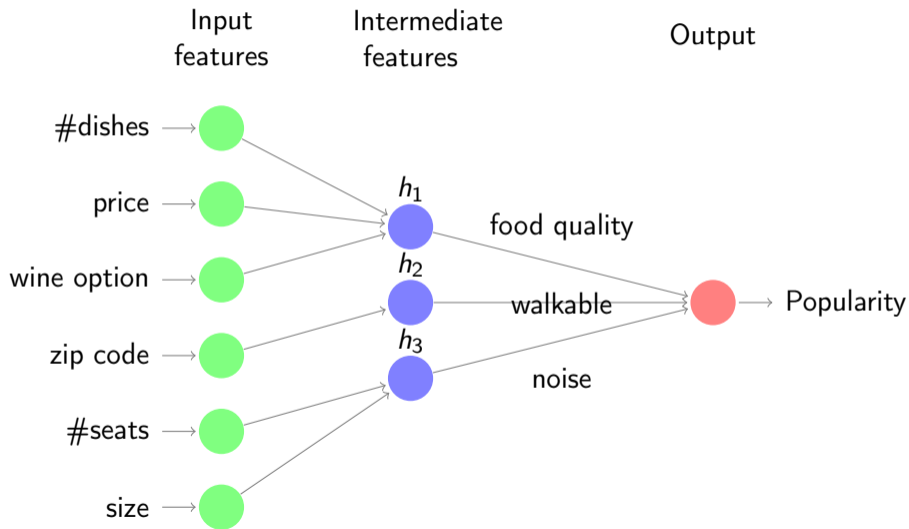 Input
features
Intermediate
features
Output
#dishes
price
wine option
zip code
#seats
size
h1
h2
h3
food quality
walkable
noise
Popularity